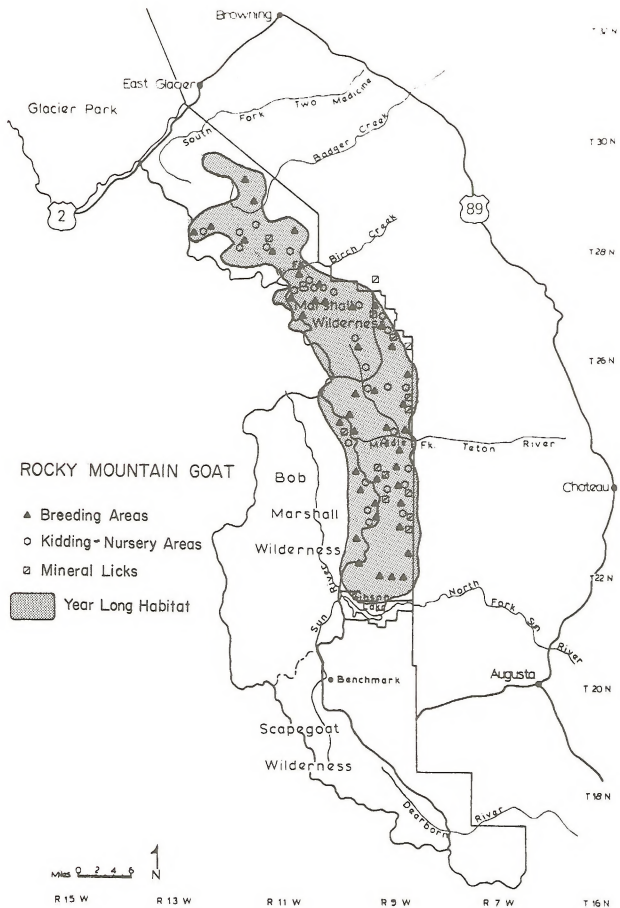 Browning
T 32 N
East Glacier
Glacier Park
South Fork Two Medicine
Badger Creek
T 30 N
2
89
Birch Creek
T 28 N
Bob
Marshall
Wilderness
T 26 N
Middle Fk. Teton River
ROCKY MOUNTAIN GOAT
Bob
Marshall
Wilderness
Choteau
Breeding Areas
Kidding-Nursery Areas
Mineral Licks
Year Long Habitat
T 22 N
Lake
North Fork Sun River
Sun River
Benchmark
Augusta
T 20 N
Scapegoat
Wilderness
T 18 N
Dearborn River
Miles 0 2 4 6
N
R 15 W
R 13 W
R 11 W
R 9 W
R 7 W
T 16 N